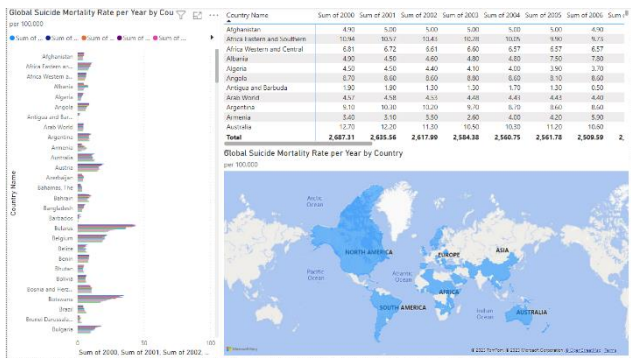 Global Suicide Mortality Rate per Year by Cou
per 100.000
Sum of ... Sum of ... Sum of ... Sum of ... Sum of ...
Country Name
Afghanistan
Africa Eastern an...
Africa Western a...
Albania
Algeria
Angola
Antigua and Bar...
Arab World
Argentina
Armenia
Australia
Austria
Azerbaijan
Bahamas, The
Bahrain
Bangladesh
Barbados
Belarus
Belgium
Belize
Benin
Bhutan
Bolivia
Bosnia and Herz...
Botswana
Brazil
Brunei Darussala...
Bulgaria
0 50 100
Sum of 2000, Sum of 2001, Sum of 2002, ...
Country Name Sum of 2000 Sum of 2001 Sum of 2002 Sum of 2003 Sum of 2004 Sum of 2005 Sum of 2006 Sum
Afghanistan 4.90 5.00 5.00 5.00 5.00 5.00 4.90
Africa Eastern and Southern 10.94 10.57 10.43 10.28 10.05 9.90 9.73
Africa Western and Central 6.81 6.72 6.61 6.60 6.57 6.57 6.57
Albania 4.90 4.50 4.60 4.80 4.80 7.50 7.80
Algeria 4.50 4.50 4.40 4.10 4.00 3.90 3.70
Angola 8.70 8.60 8.60 8.80 8.60 8.10 8.60
Antigua and Barbuda 1.90 1.90 1.30 1.30 1.70 1.30 0.50
Arab World 4.57 4.58 4.53 4.48 4.43 4.43 4.40
Argentina 9.10 10.30 10.20 9.70 8.60 8.60
Armenia 3.40 3.10 3.50 2.60 4.00 4.20 5.90
Australia 12.70 12.20 11.30 10.50 10.30 11.20 10.60
Total 2,687.31 2,635.56 2,617.99 2,584.38 2,560.75 2,561.78 2,509.59 2,
Global Suicide Mortality Rate per Year by Country
per 100.000
Arctic
Ocean
NORTH AMERICA
EUROPE
ASIA
Pacific
Ocean
Atlantic
Ocean
AFRICA
SOUTH AMERICA
Indian
Ocean
AUSTRALIA
Microsoft Bing
© 2022 TomTom, © 2022 Microsoft Corporation, © OpenStreetMap Terms